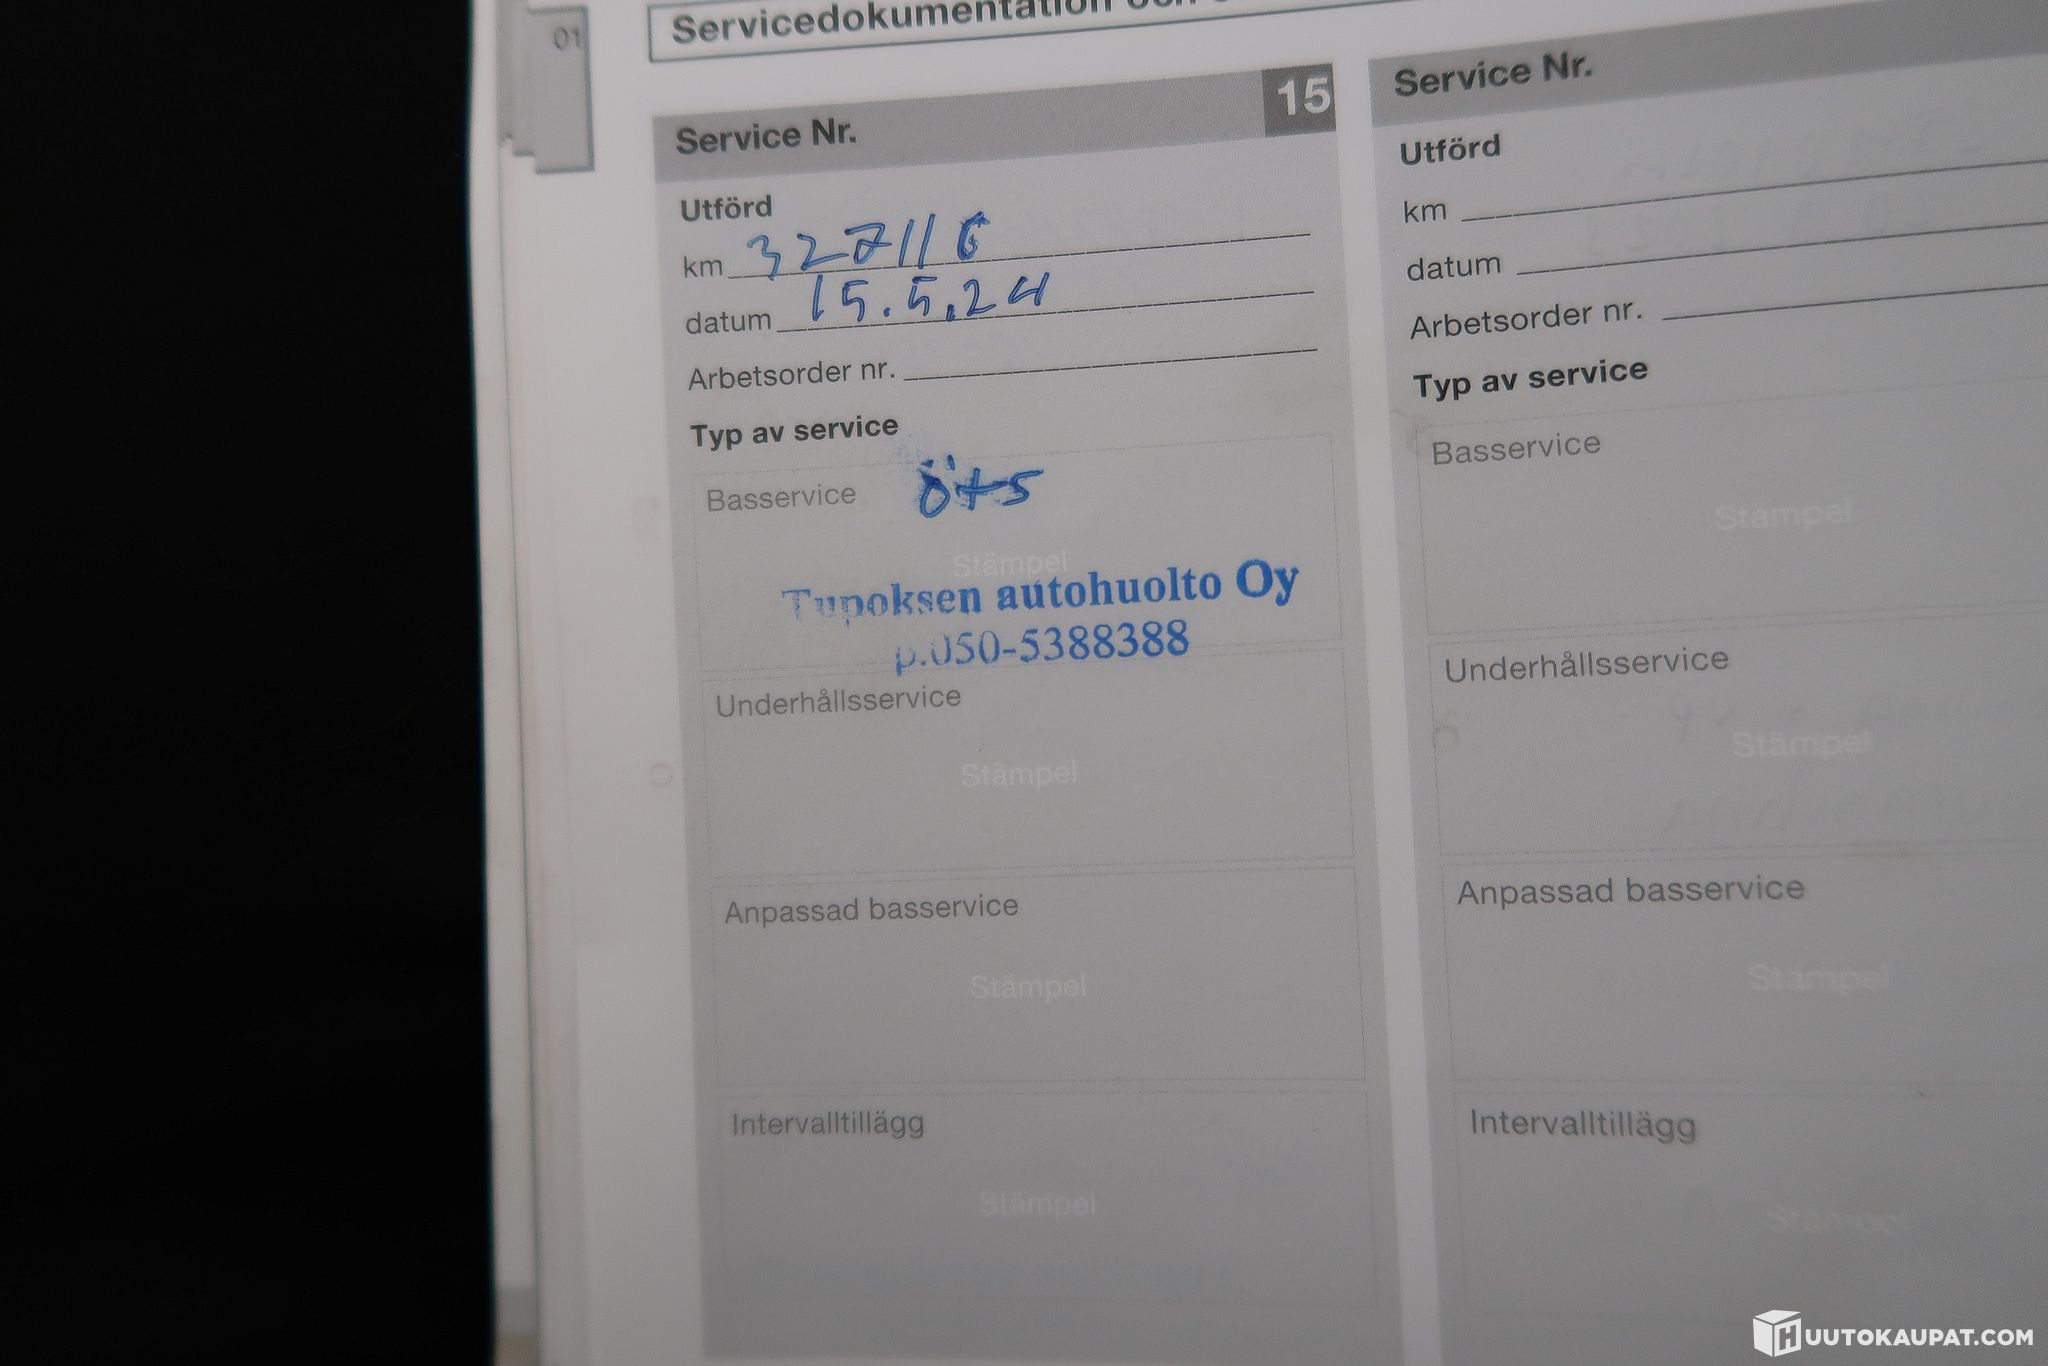 01
Servicedokumentation och
Service Nr. 15
Utförd
km 327116
datum 15.5.24
Arbetsorder nr.
Typ av service
Basservice ö+s
Stämpel
Tupoksen autohuolto Oy
p.050-5388388
Underhållsservice
Stämpel
Anpassad basservice
Stämpel
Intervalltillägg
Stämpel
Service Nr.
Utförd
km
datum
Arbetsorder nr.
Typ av service
Basservice
Stämpel
Underhållsservice
Stämpel
Anpassad basservice
Stämpel
Intervalltillägg
Stämpel
HUUTOKAUPAT.COM